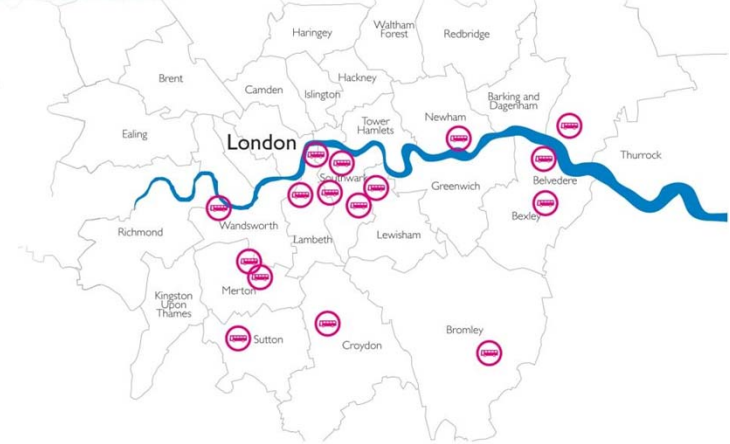 Waltham
Forest
Haringey
Redbridge
Brent
Hackney
Camden
Islington
Barking and
Dagenham
Newham
Tower
Hamlets
Ealing
London
Thurrock
Southwark
Belvedere
Greenwich
Bexley
Wandsworth
Richmond
Lambeth
Lewisham
Merton
Kingston
Upon
Thames
Bromley
Sutton
Croydon